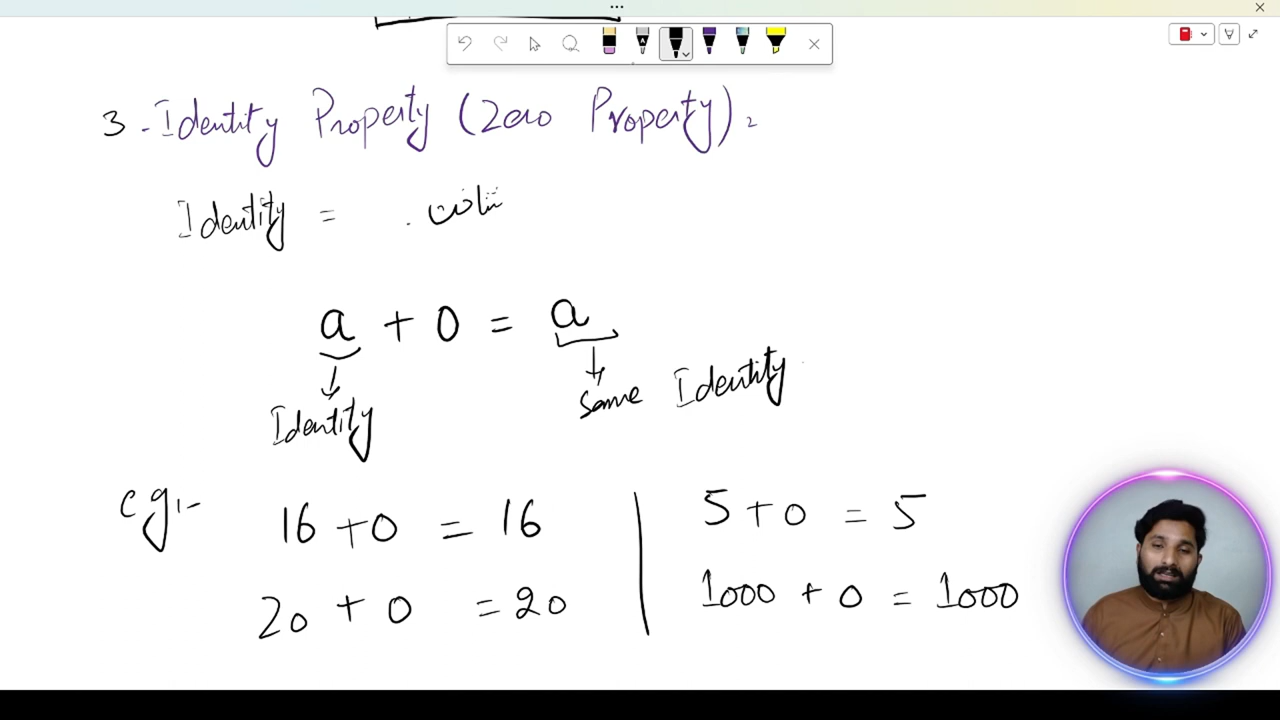 3. Identity Property (Zero Property):
Identity = شناخت
a + 0 = a
Identity
Same Identity
eg:-
16 + 0 = 16
5 + 0 = 5
20 + 0 = 20
1000 + 0 = 1000